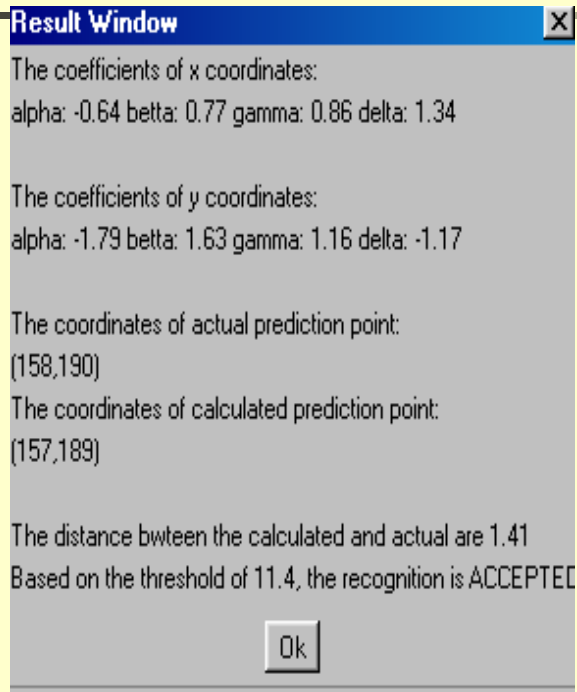 Result Window
The coefficients of x coordinates:
alpha: -0.64 betta: 0.77 gamma: 0.86 delta: 1.34
The coefficients of y coordinates:
alpha: -1.79 betta: 1.63 gamma: 1.16 delta: -1.17
The coordinates of actual prediction point:
(158,190)
The coordinates of calculated prediction point:
(157,189)
The distance bwteen the calculated and actual are 1.41
Based on the threshold of 11.4, the recognition is ACCEPTED
Ok